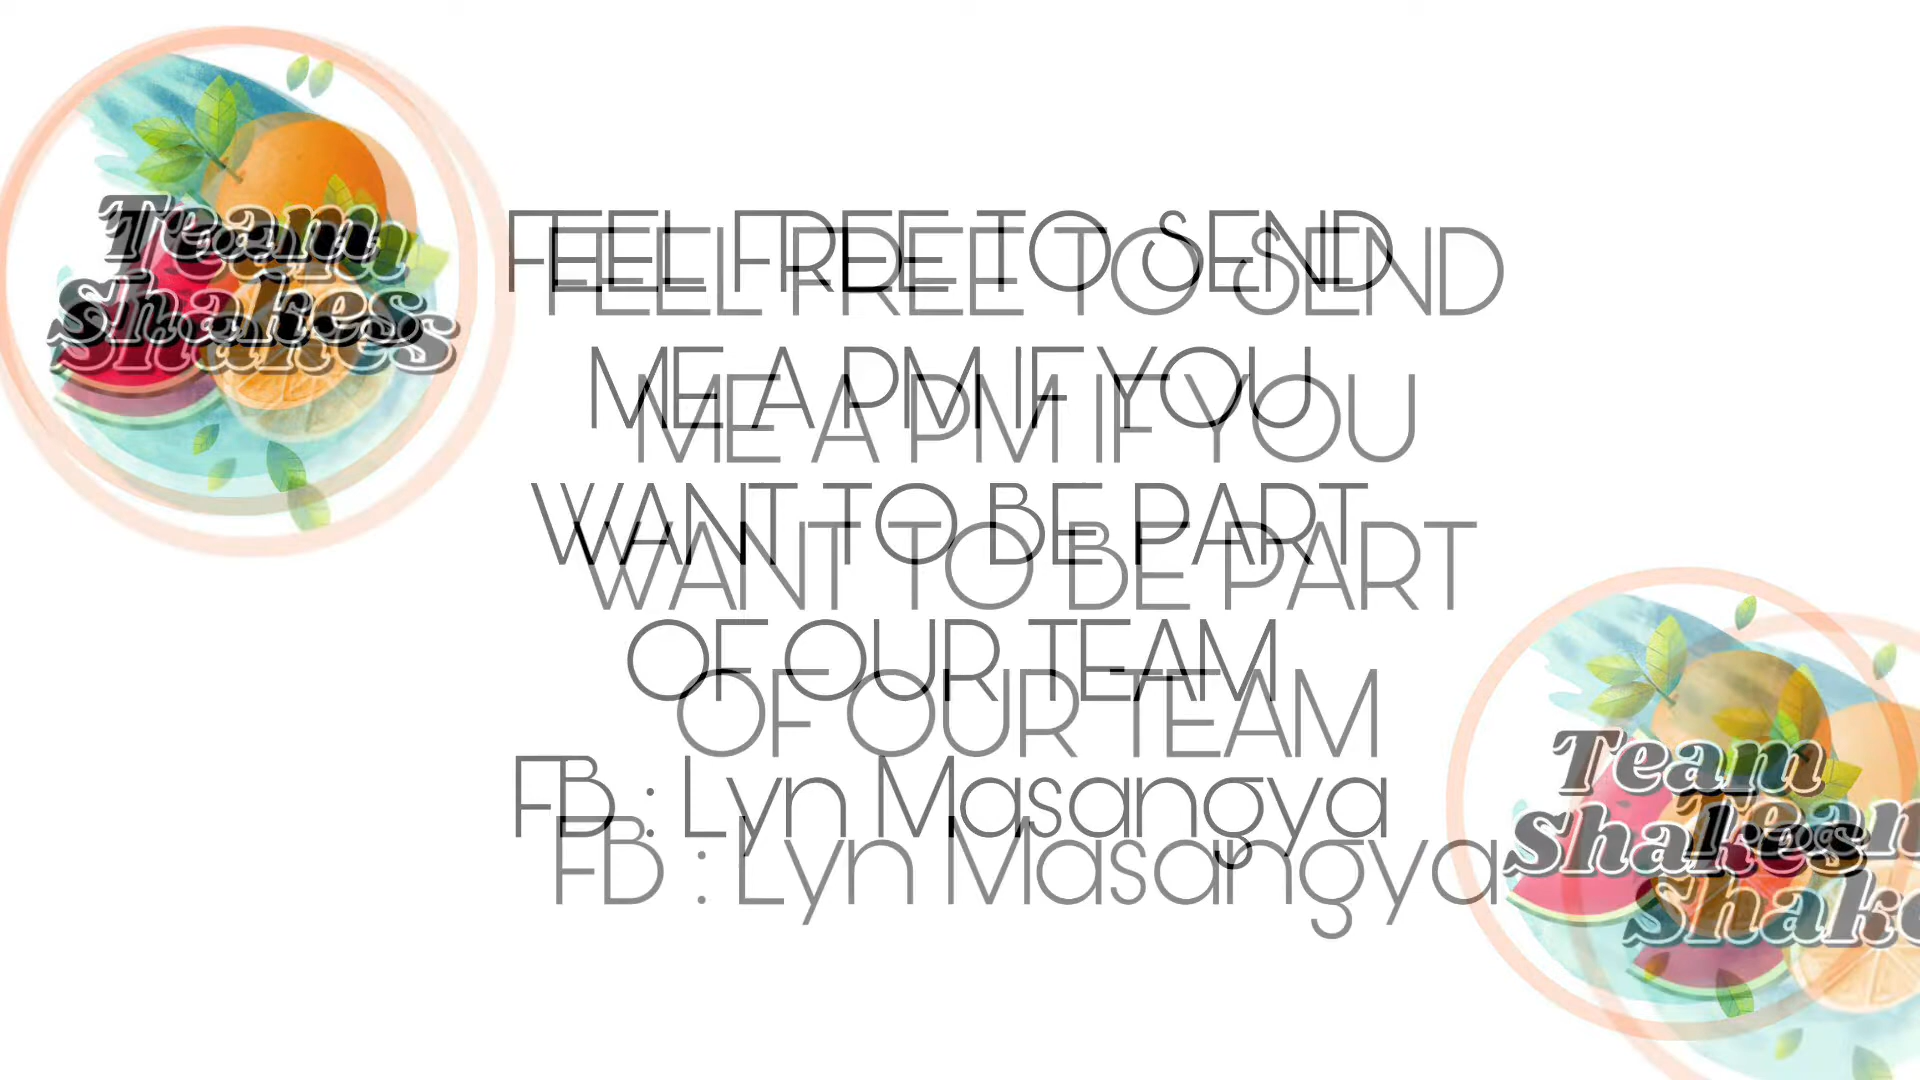 Team
Shakes
FEEL FREE TO SEND
ME A PM IF YOU
WANT TO BE PART
OF OUR TEAM
FB : Lyn Masangya
Team
Shakes